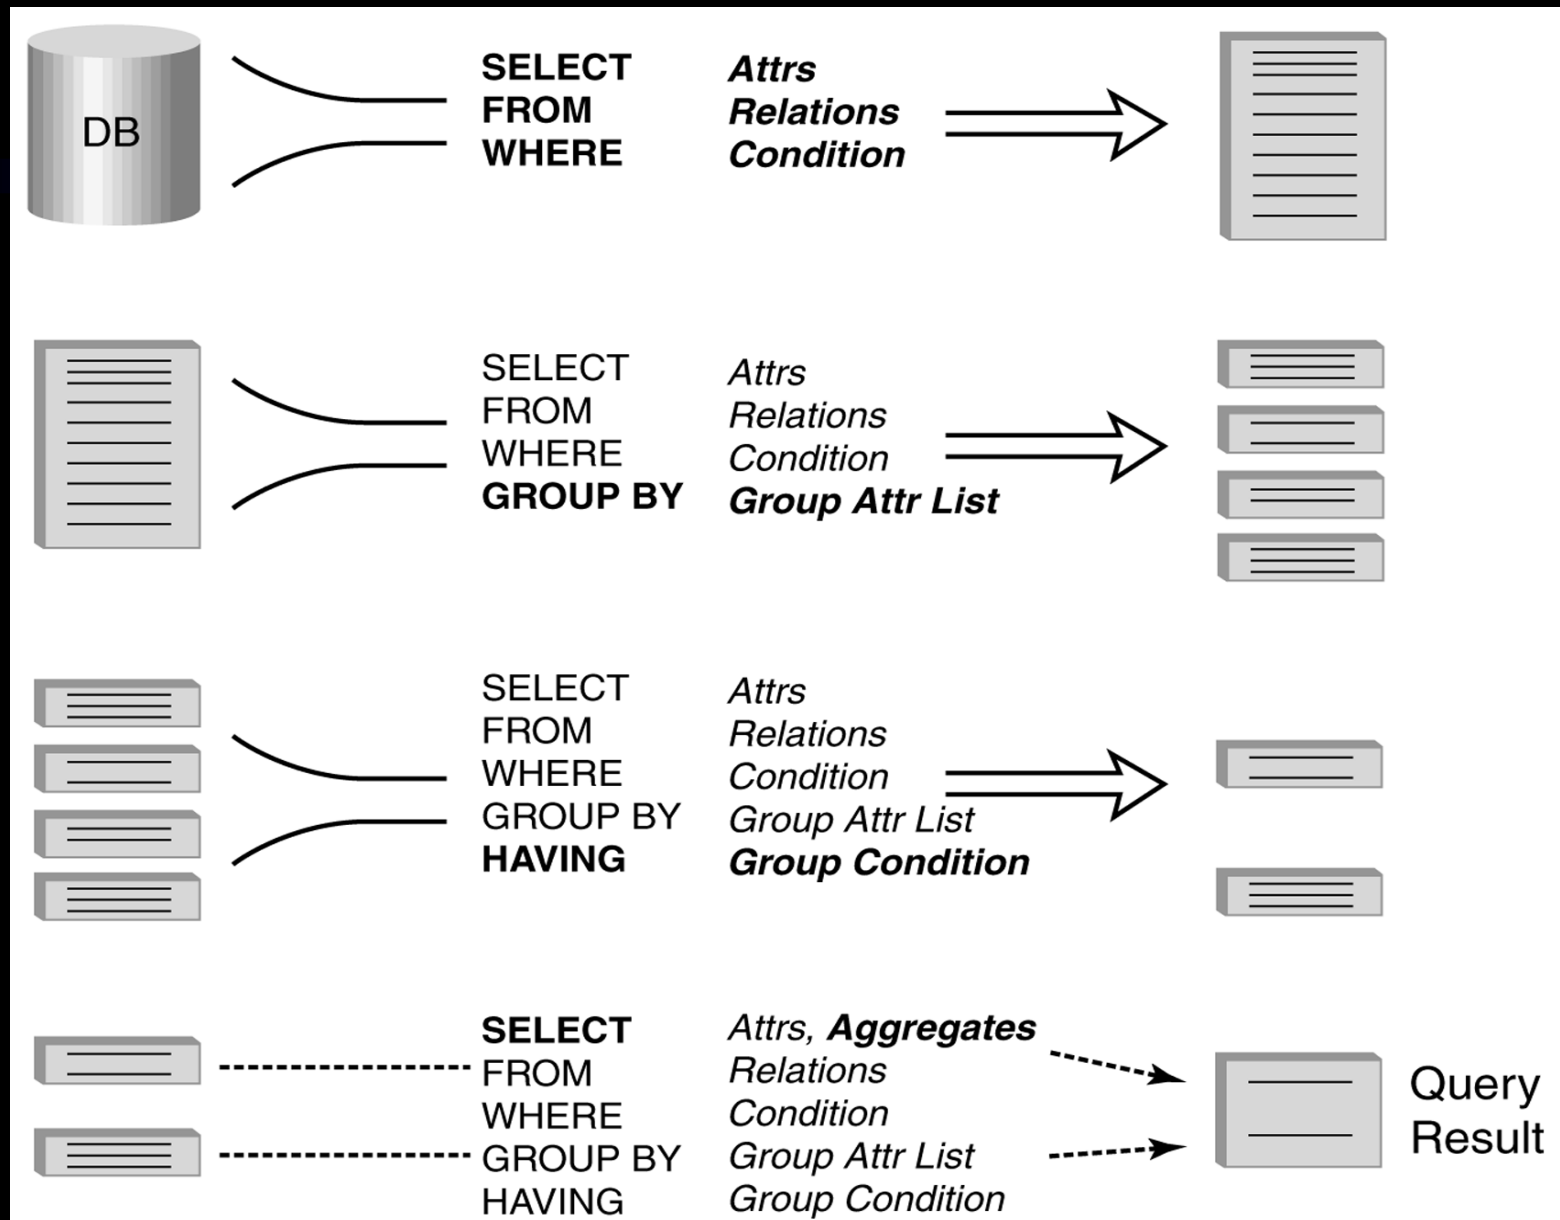 DB
SELECT Attrs
FROM Relations
WHERE Condition
SELECT Attrs
FROM Relations
WHERE Condition
GROUP BY Group Attr List
SELECT Attrs
FROM Relations
WHERE Condition
GROUP BY Group Attr List
HAVING Group Condition
SELECT Attrs, Aggregates
FROM Relations
WHERE Condition
GROUP BY Group Attr List
HAVING Group Condition
Query
Result